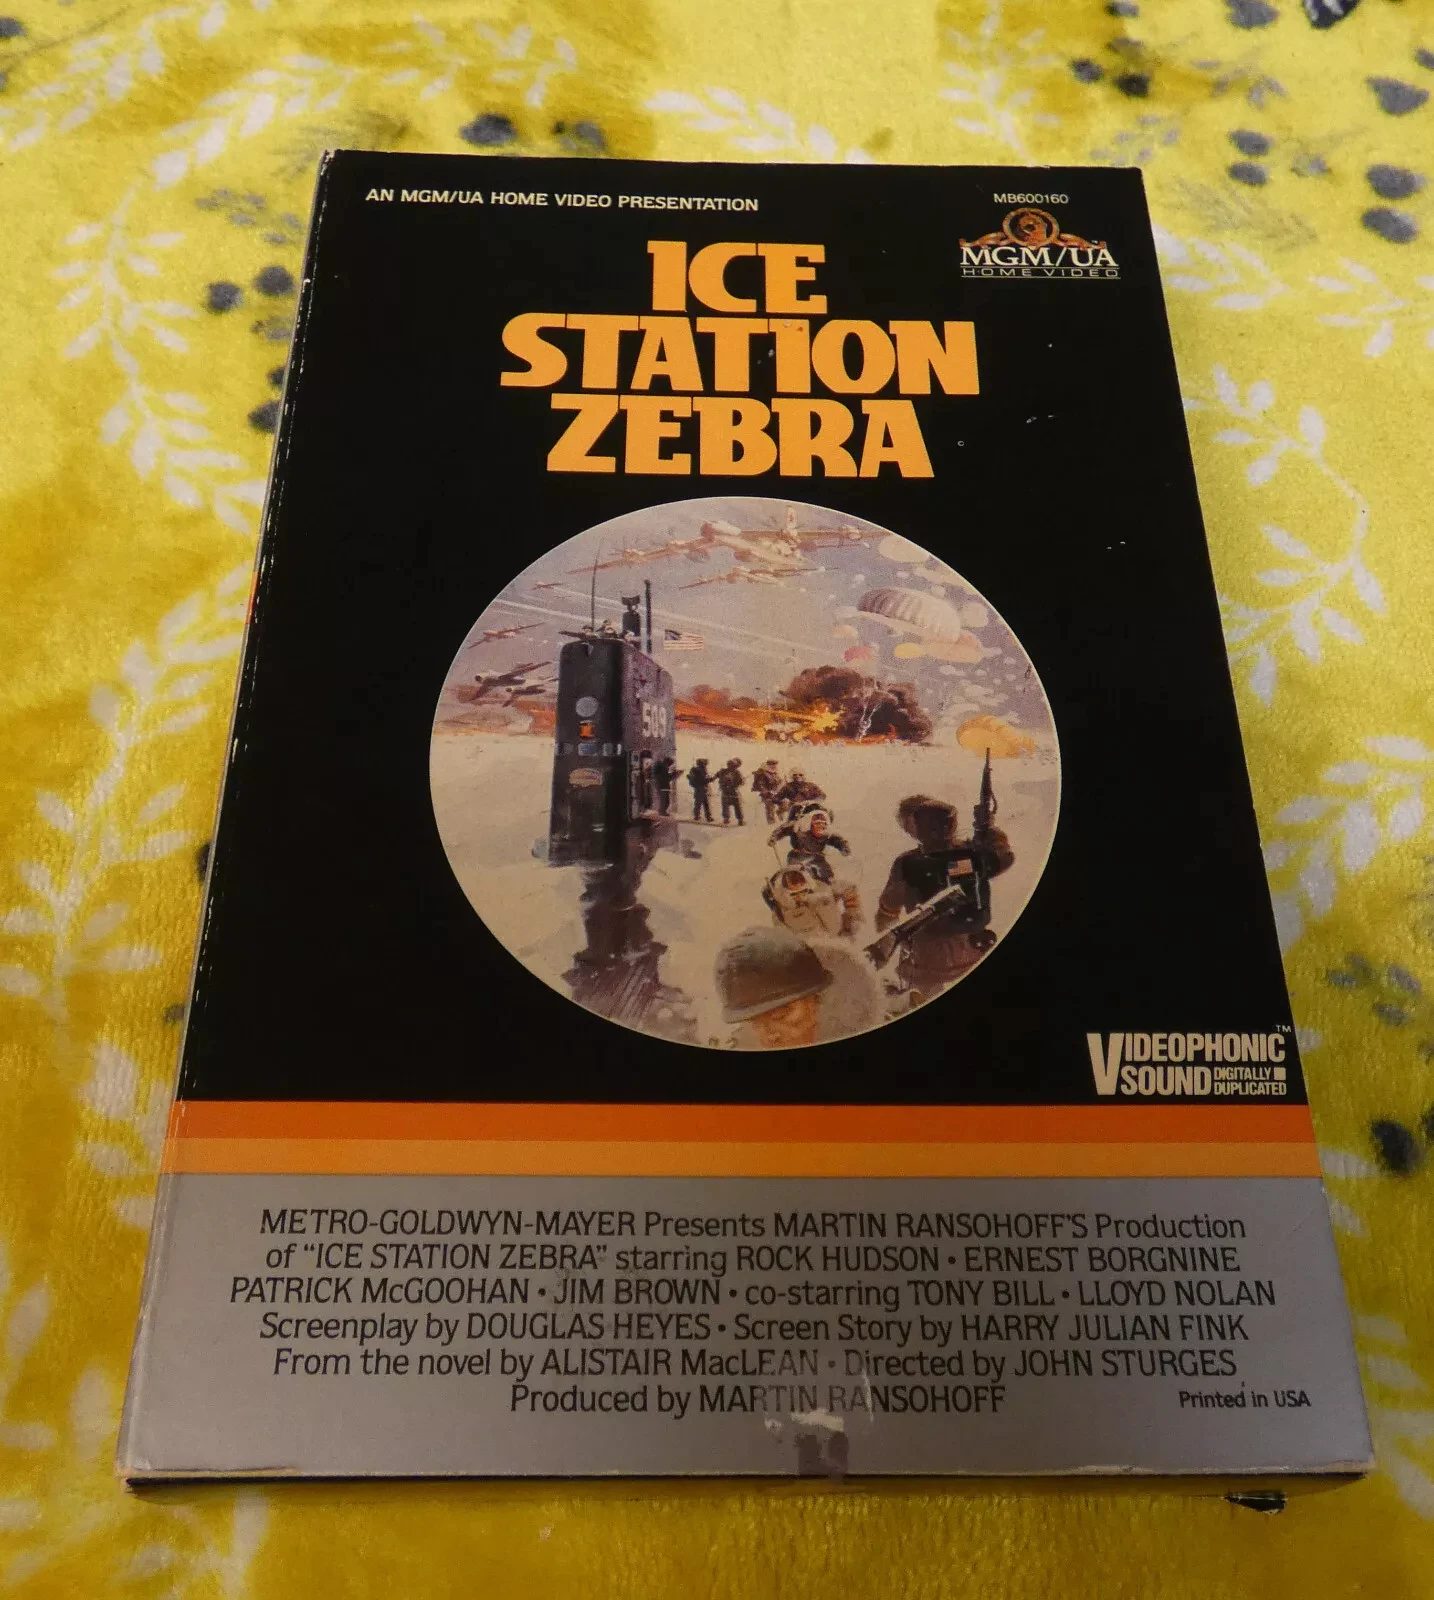 AN MGM/UA HOME VIDEO PRESENTATION
MB600160
MGM/UA
HOME VIDEO
ICE
STATION
ZEBRA
509
VIDEOPHONIC™
SOUND DIGITALLY
DUPLICATED
METRO-GOLDWYN-MAYER Presents MARTIN RANSOHOFF'S Production
of "ICE STATION ZEBRA" starring ROCK HUDSON • ERNEST BORGNINE
PATRICK McGOOHAN • JIM BROWN • co-starring TONY BILL • LLOYD NOLAN
Screenplay by DOUGLAS HEYES • Screen Story by HARRY JULIAN FINK
From the novel by ALISTAIR MacLEAN • Directed by JOHN STURGES
Produced by MARTIN RANSOHOFF
Printed in USA